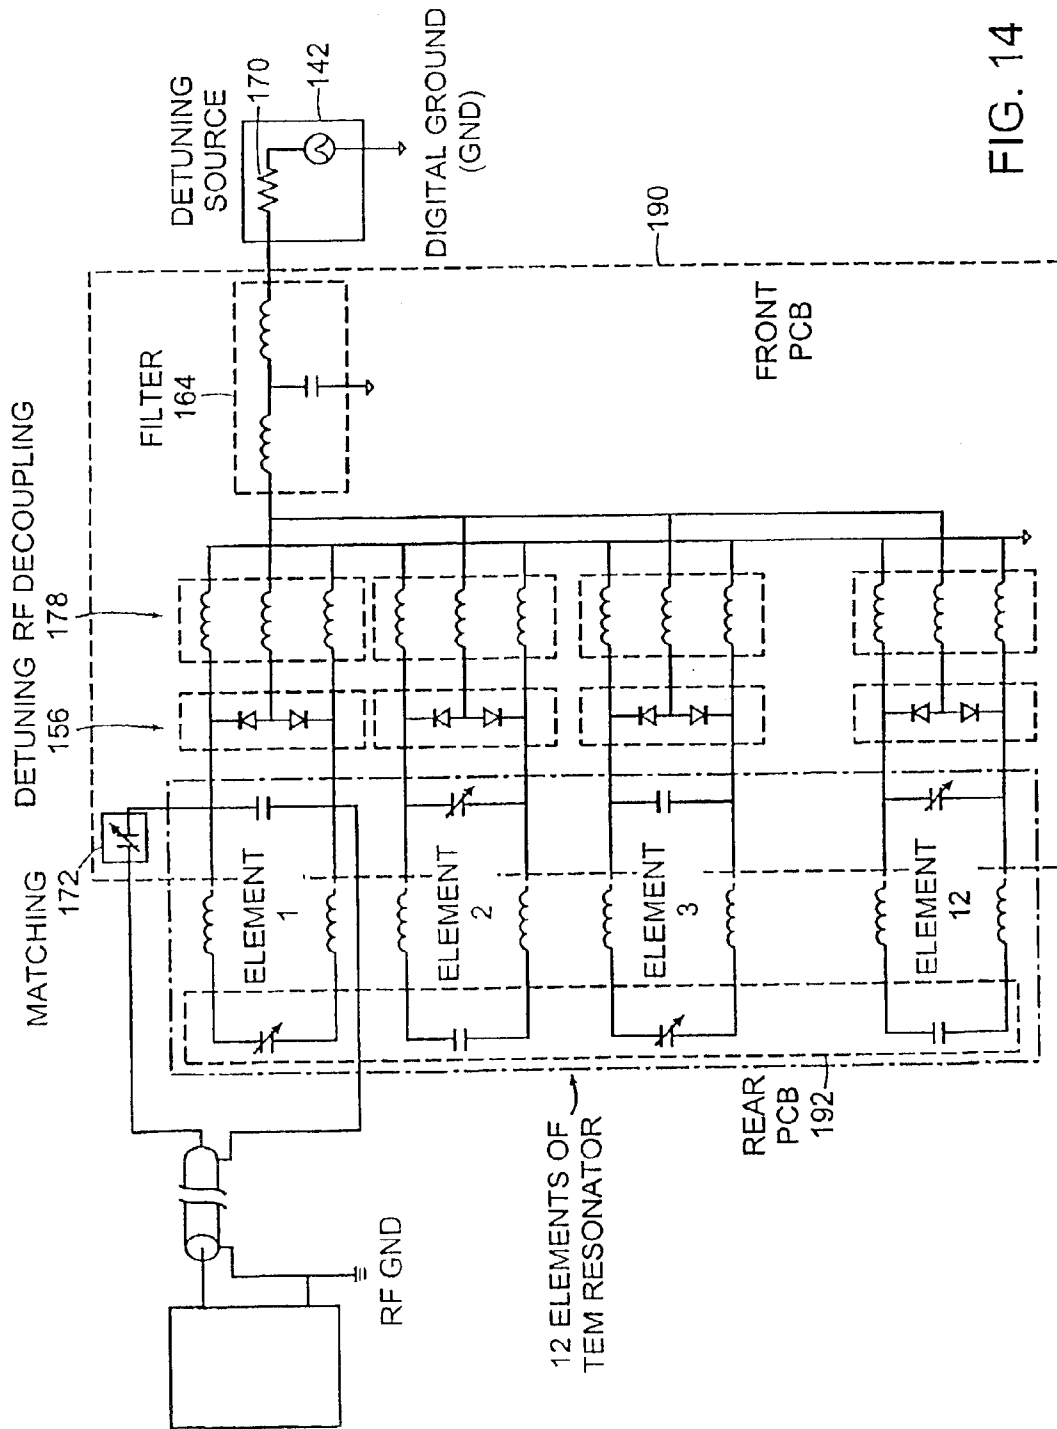 MATCHING
172
DETUNING RF DECOUPLING
156
178
FILTER
164
DETUNING
SOURCE
170
142
DIGITAL GROUND
(GND)
190
FRONT
PCB
ELEMENT
1
ELEMENT
2
ELEMENT
3
ELEMENT
12
RF GND
12 ELEMENTS OF
TEM RESONATOR
REAR
PCB
192
FIG. 14